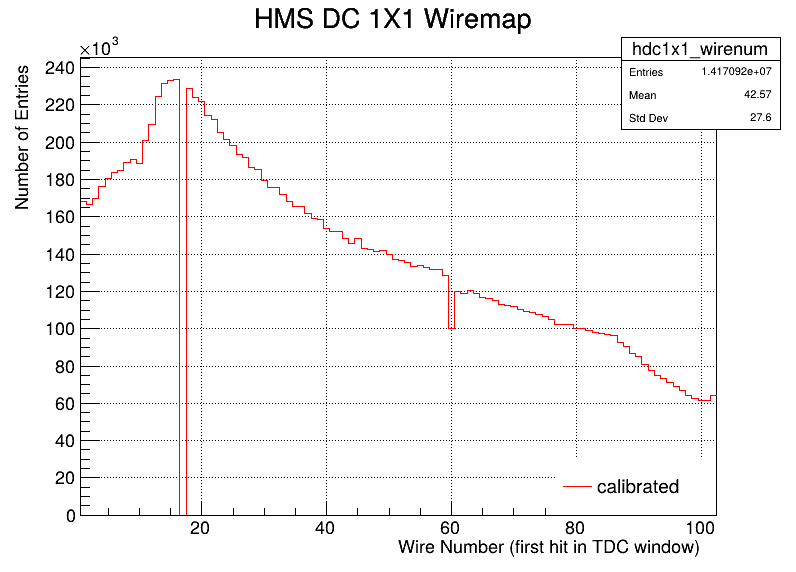 HMS DC 1X1 Wiremap
×10³
hdc1x1_wirenum
Entries 1.417092e+07
Mean 42.57
Std Dev 27.6
Number of Entries
240
220
200
180
160
140
120
100
80
60
40
20
0
calibrated
20 40 60 80 100
Wire Number (first hit in TDC window)